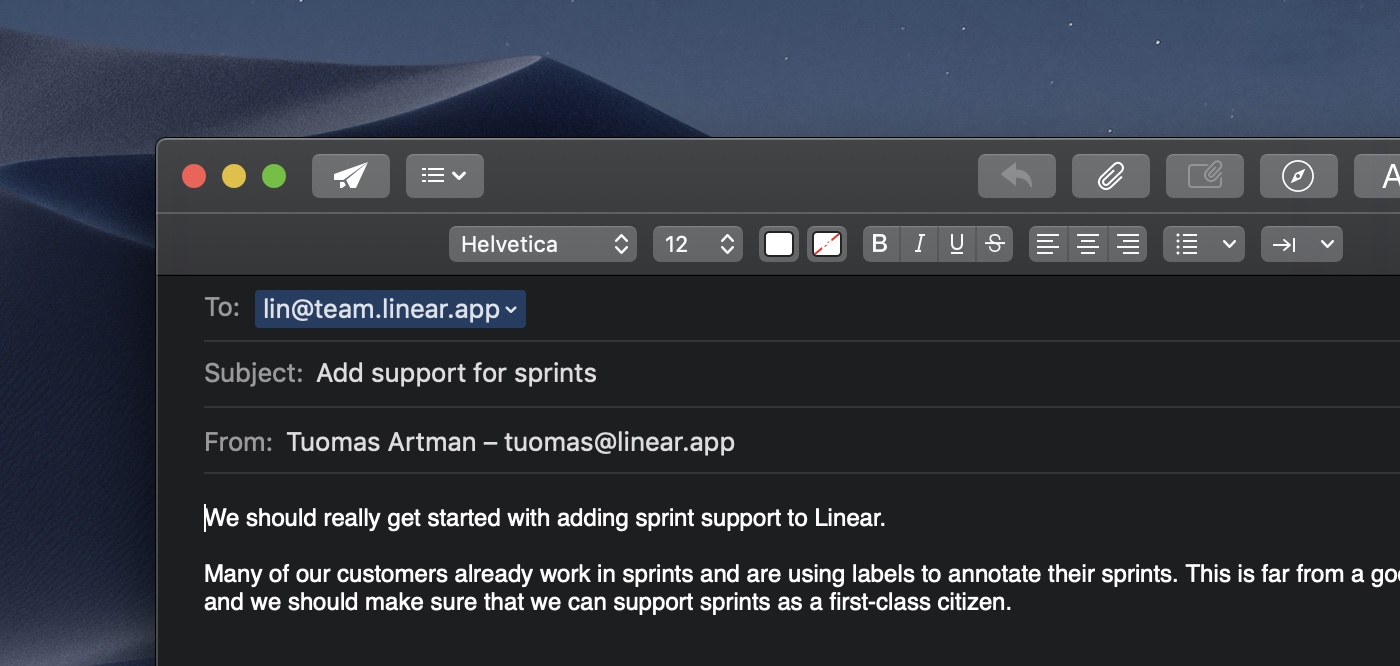 Helvetica 12 B I U S
To: lin@team.linear.app
Subject: Add support for sprints
From: Tuomas Artman – tuomas@linear.app
We should really get started with adding sprint support to Linear.
Many of our customers already work in sprints and are using labels to annotate their sprints. This is far from a
and we should make sure that we can support sprints as a first-class citizen.